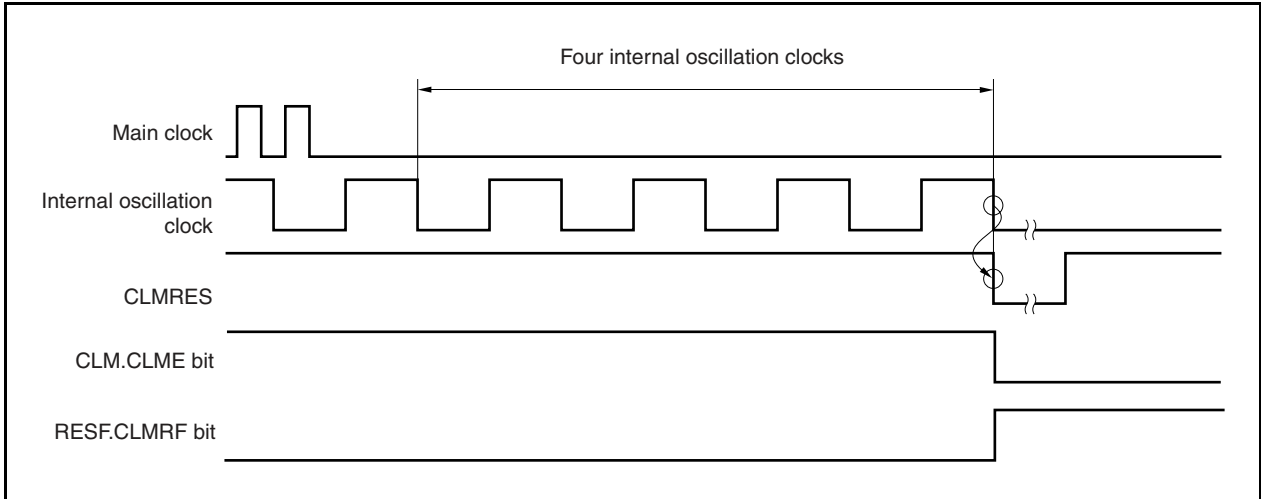 Four internal oscillation clocks
Main clock
Internal oscillation
clock
CLMRES
CLM.CLME bit
RESF.CLMRF bit